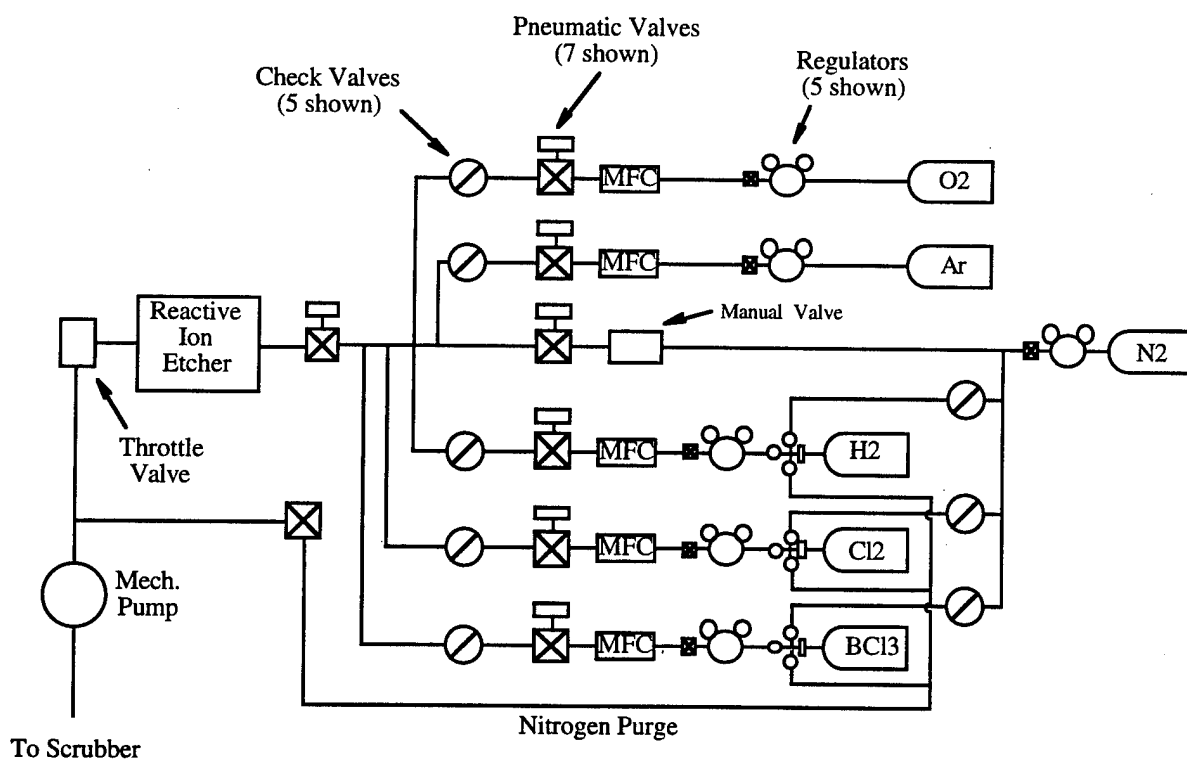 Pneumatic Valves
(7 shown)
Check Valves
(5 shown)
Regulators
(5 shown)
MFC
O2
MFC
Ar
Reactive
Ion
Etcher
Manual Valve
N2
Throttle
Valve
MFC
H2
MFC
Cl2
Mech.
Pump
MFC
BCl3
Nitrogen Purge
To Scrubber